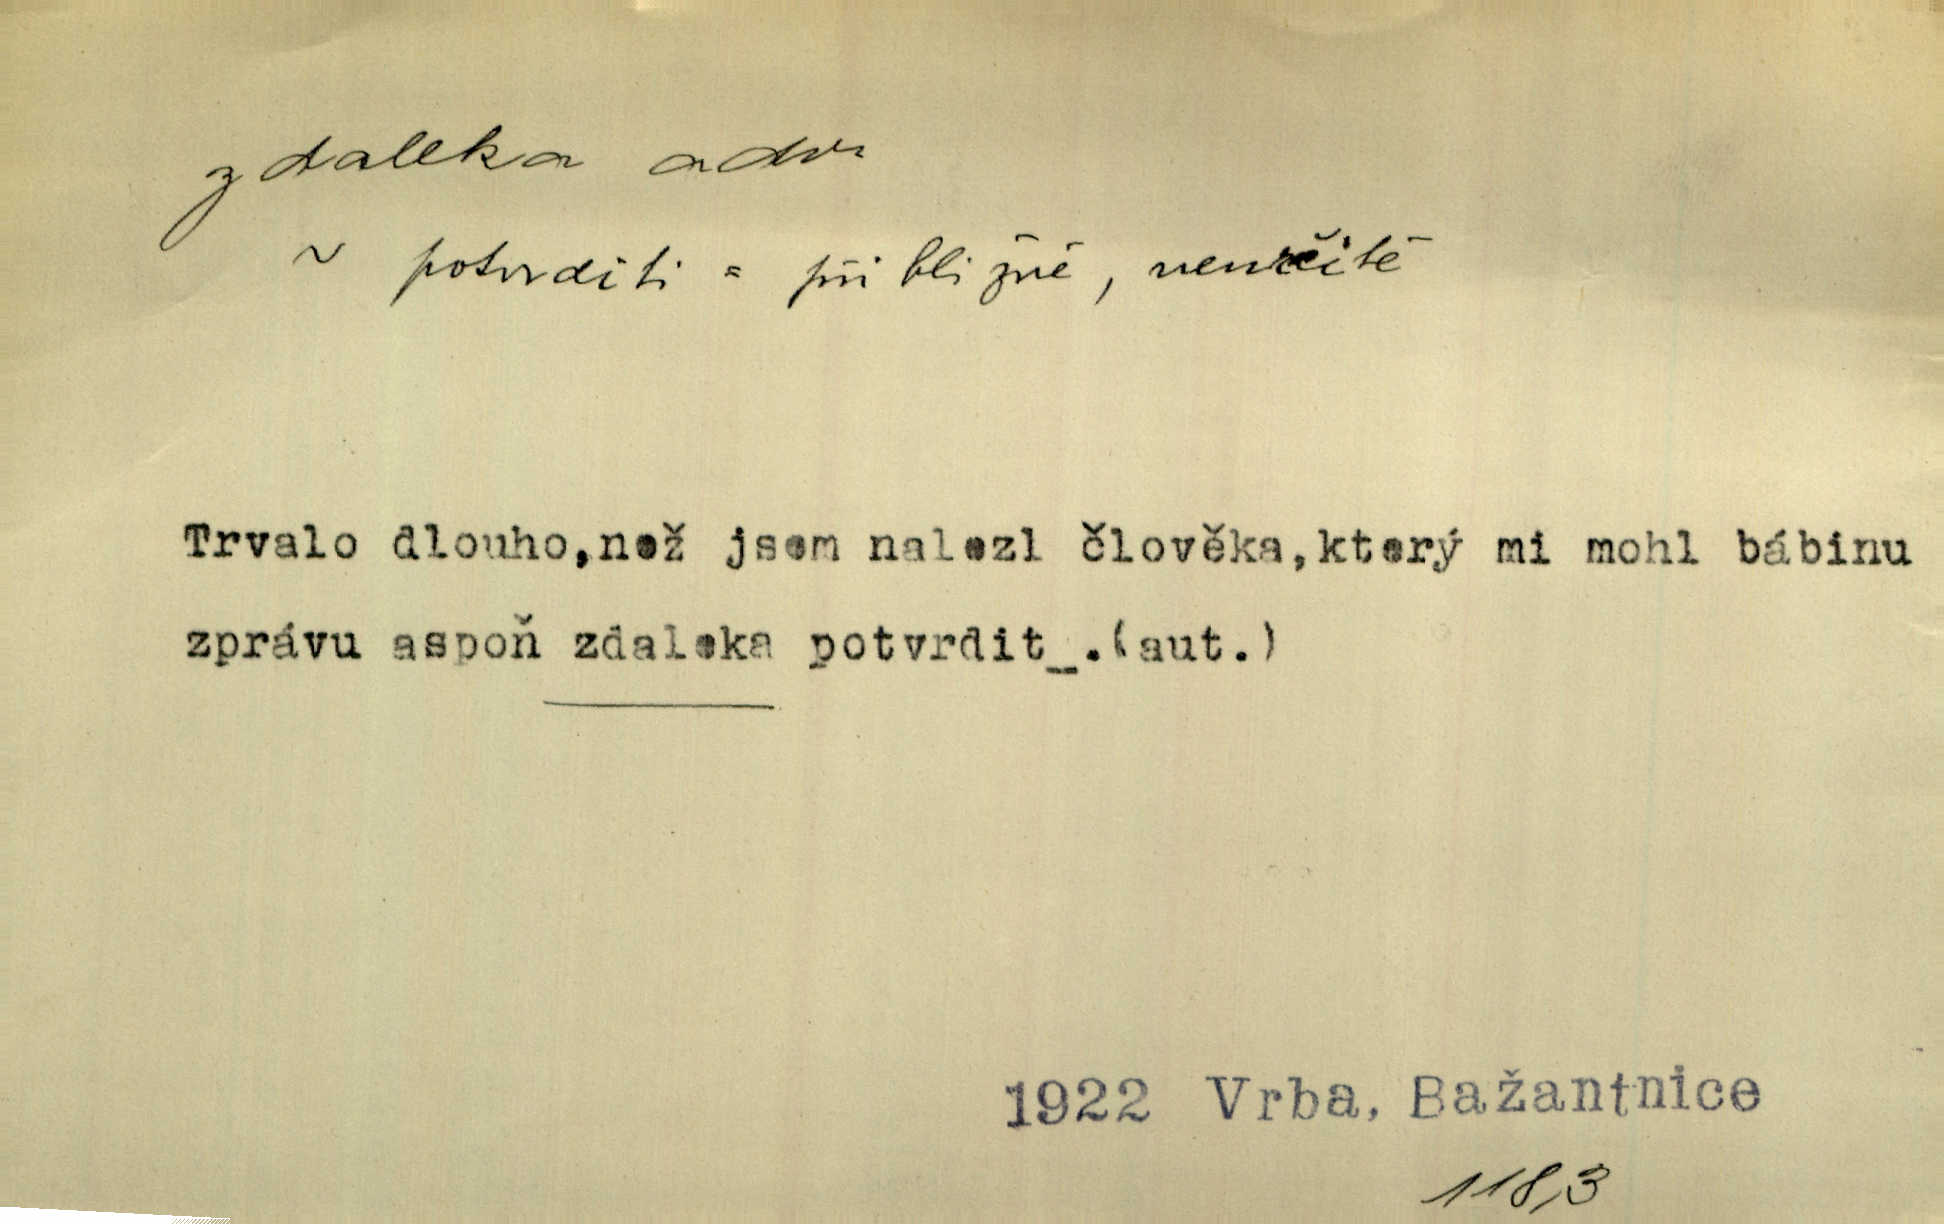 zdaleka adv.
~ potvrditi = přibližně, neurčitě
Trvalo dlouho,než jsem nalezl člověka,který mi mohl bábinu
zprávu aspoň zdaleka potvrdit_.(aut.)
1922 Vrba, Bažantnice
118,3